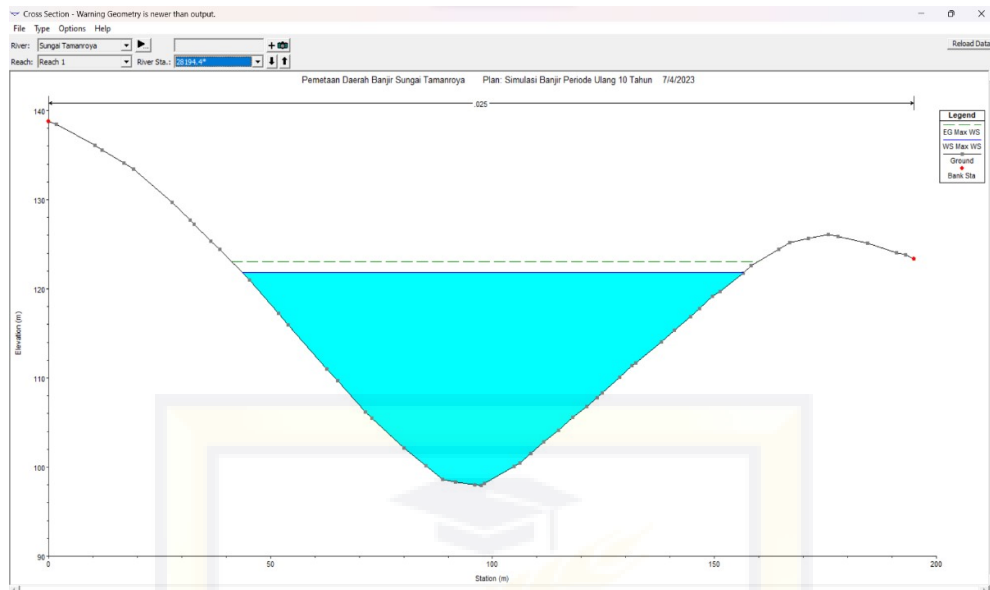 Cross Section - Warning Geometry is newer than output.
File Type Options Help
River: Sungai Tamanroya
Reload Data
Reach: Reach 1 River Sta.: 28194.4*
Pemetaan Daerah Banjir Sungai Tamanroya Plan: Simulasi Banjir Periode Ulang 10 Tahun 7/4/2023
.025
Legend
EG Max WS
WS Max WS
Ground
Bank Sta
140
130
120
110
100
90
Elevation (m)
0 50 100 150 200
Station (m)